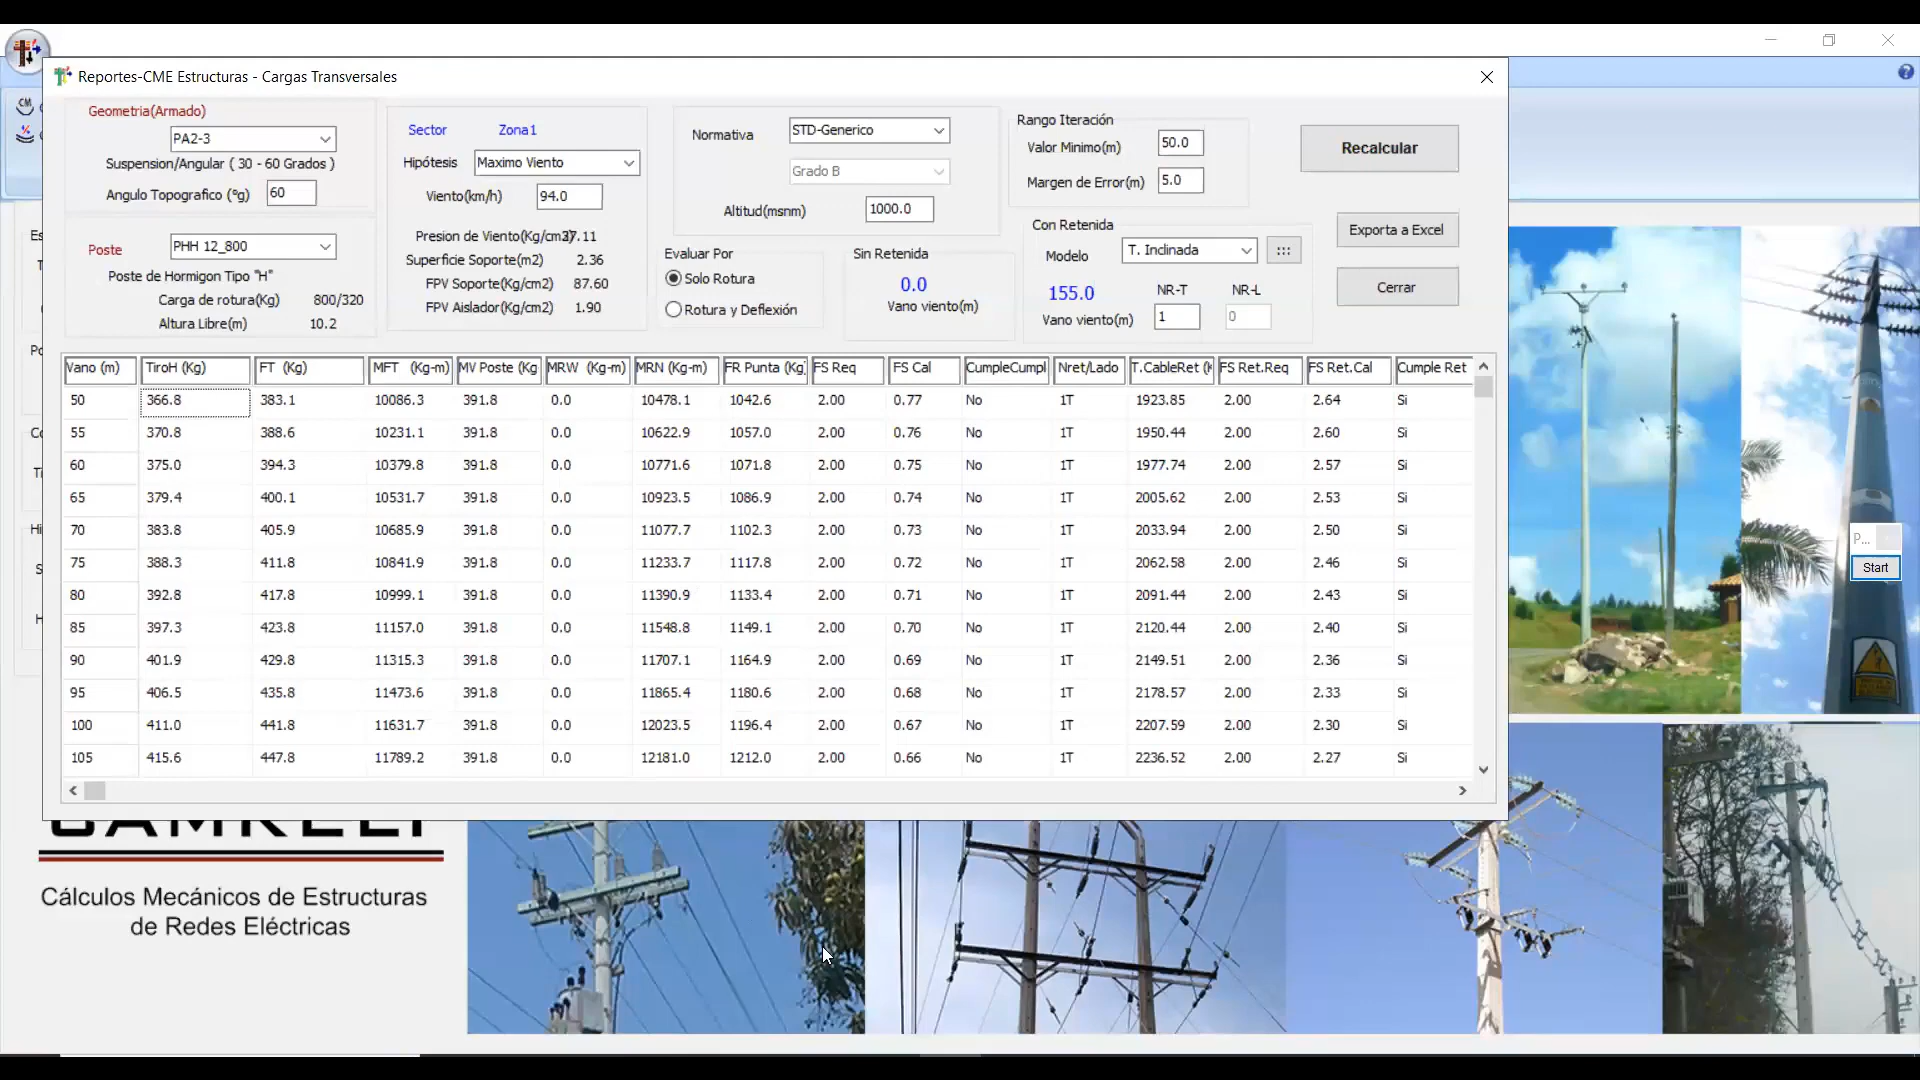 Reportes-CME Estructuras - Cargas Transversales
Geometria(Armado)
PA2-3
Suspension/Angular ( 30 - 60 Grados )
Angulo Topografico (ºg) 60
Poste PHH 12_800
Poste de Hormigon Tipo "H"
Carga de rotura(Kg) 800/320
Altura Libre(m) 10.2
Sector Zona1
Hipótesis Maximo Viento
Viento(km/h) 94.0
Presion de Viento(Kg/cm2) 37.11
Superficie Soporte(m2) 2.36
FPV Soporte(Kg/cm2) 87.60
FPV Aislador(Kg/cm2) 1.90
Normativa STD-Generico
Grado B
Altitud(msnm) 1000.0
Evaluar Por
Solo Rotura
Rotura y Deflexión
Sin Retenida
0.0
Vano viento(m)
Rango Iteración
Valor Minimo(m) 50.0
Margen de Error(m) 5.0
Con Retenida
Modelo T. Inclinada :::
155.0 NR-T NR-L
Vano viento(m) 1 0
Recalcular
Exporta a Excel
Cerrar
Vano (m) TiroH (Kg) FT (Kg) MFT (Kg-m) MV Poste (Kg MRW (Kg-m) MRN (Kg-m) FR Punta (Kg) FS Req FS Cal CumpleCumpl Nret/Lado T.CableRet (K FS Ret.Req FS Ret.Cal Cumple Ret
50 366.8 383.1 10086.3 391.8 0.0 10478.1 1042.6 2.00 0.77 No 1T 1923.85 2.00 2.64 Si
55 370.8 388.6 10231.1 391.8 0.0 10622.9 1057.0 2.00 0.76 No 1T 1950.44 2.00 2.60 Si
60 375.0 394.3 10379.8 391.8 0.0 10771.6 1071.8 2.00 0.75 No 1T 1977.74 2.00 2.57 Si
65 379.4 400.1 10531.7 391.8 0.0 10923.5 1086.9 2.00 0.74 No 1T 2005.62 2.00 2.53 Si
70 383.8 405.9 10685.9 391.8 0.0 11077.7 1102.3 2.00 0.73 No 1T 2033.94 2.00 2.50 Si
75 388.3 411.8 10841.9 391.8 0.0 11233.7 1117.8 2.00 0.72 No 1T 2062.58 2.00 2.46 Si
80 392.8 417.8 10999.1 391.8 0.0 11390.9 1133.4 2.00 0.71 No 1T 2091.44 2.00 2.43 Si
85 397.3 423.8 11157.0 391.8 0.0 11548.8 1149.1 2.00 0.70 No 1T 2120.44 2.00 2.40 Si
90 401.9 429.8 11315.3 391.8 0.0 11707.1 1164.9 2.00 0.69 No 1T 2149.51 2.00 2.36 Si
95 406.5 435.8 11473.6 391.8 0.0 11865.4 1180.6 2.00 0.68 No 1T 2178.57 2.00 2.33 Si
100 411.0 441.8 11631.7 391.8 0.0 12023.5 1196.4 2.00 0.67 No 1T 2207.59 2.00 2.30 Si
105 415.6 447.8 11789.2 391.8 0.0 12181.0 1212.0 2.00 0.66 No 1T 2236.52 2.00 2.27 Si
P...
Start
Cálculos Mecánicos de Estructuras
de Redes Eléctricas